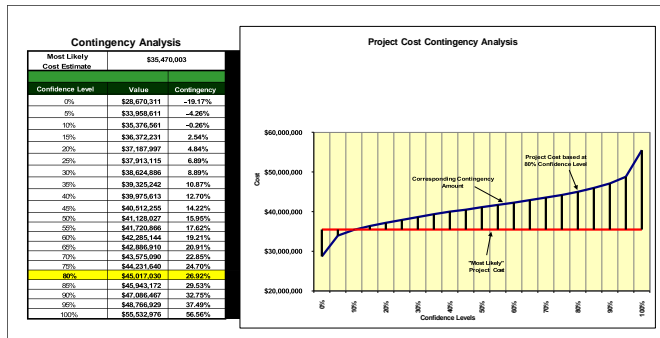 Contingency Analysis
Most Likely Cost Estimate $35,470,003
Confidence Level Value Contingency
0% $28,670,311 -19.17%
5% $33,958,611 -4.26%
10% $35,376,561 -0.26%
15% $36,372,231 2.54%
20% $37,187,997 4.84%
25% $37,913,115 6.89%
30% $38,624,886 8.89%
35% $39,325,242 10.87%
40% $39,975,613 12.70%
45% $40,512,255 14.22%
50% $41,128,027 15.95%
55% $41,720,866 17.62%
60% $42,285,144 19.21%
65% $42,886,910 20.91%
70% $43,575,090 22.85%
75% $44,231,640 24.70%
80% $45,017,030 26.92%
85% $45,943,172 29.53%
90% $47,086,467 32.75%
95% $48,766,929 37.49%
100% $55,532,976 56.56%
Project Cost Contingency Analysis
$60,000,000
$50,000,000
$40,000,000
$30,000,000
$20,000,000
Cost
Project Cost based at
80% Confidence Level
Corresponding Contingency
Amount
"Most Likely"
Project Cost
0% 10% 20% 30% 40% 50% 60% 70% 80% 90% 100%
Confidence Levels